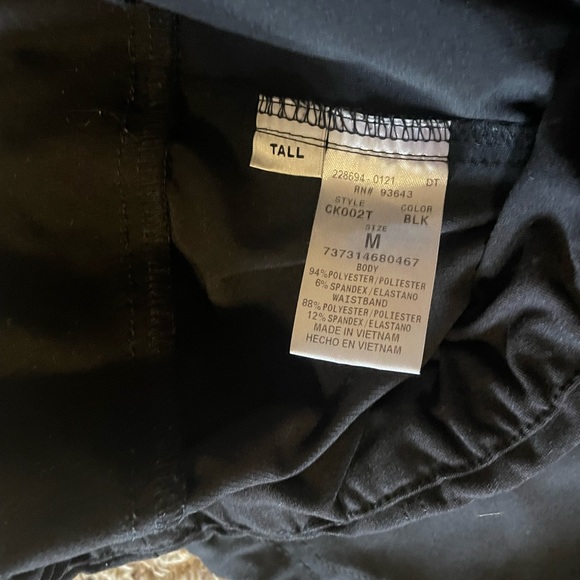 TALL
228694-0121 DT
RN# 93643
STYLE COLOR
CK002T BLK
SIZE
M
737314680467
BODY
94%POLYESTER/POLIESTER
6% SPANDEX/ELASTANO
WAISTBAND
88%POLYESTER/POLIESTER
12%SPANDEX/ELASTANO
MADE IN VIETNAM
HECHO EN VIETNAM